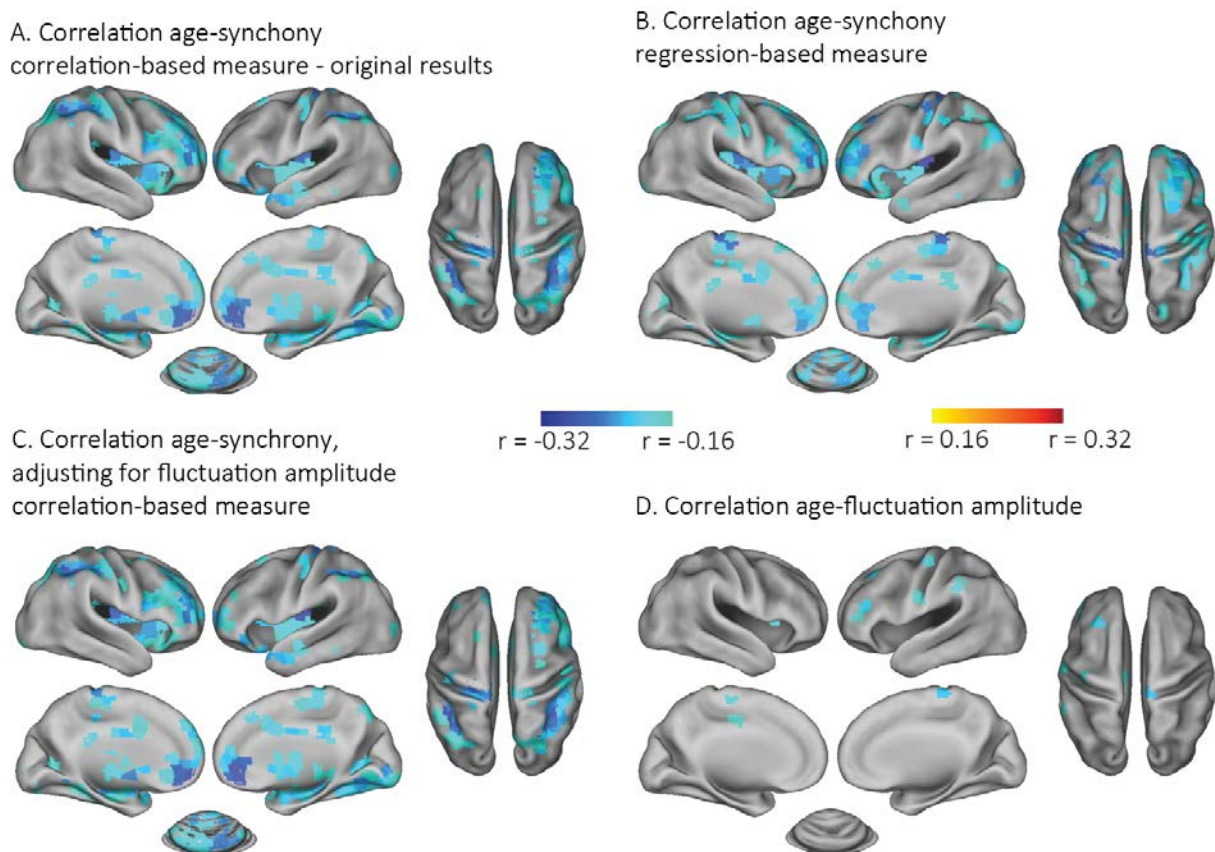 A. Correlation age-synchony
correlation-based measure - original results
B. Correlation age-synchony
regression-based measure
r = -0.32
r = -0.16
r = 0.16
r = 0.32
C. Correlation age-synchrony,
adjusting for fluctuation amplitude
correlation-based measure
D. Correlation age-fluctuation amplitude